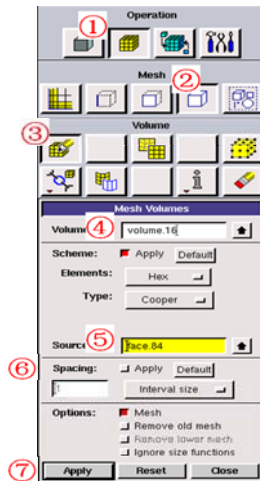 Operation
①
Mesh
②
Volume
③
Mesh Volumes
Volume ④ volume.16
Scheme: Apply Default
Elements: Hex
Type: Cooper
⑤
Source face.84
⑥ Spacing: Apply Default
1 Interval size
Options: Mesh
Remove old mesh
Remove lower mesh
Ignore size functions
⑦ Apply Reset Close